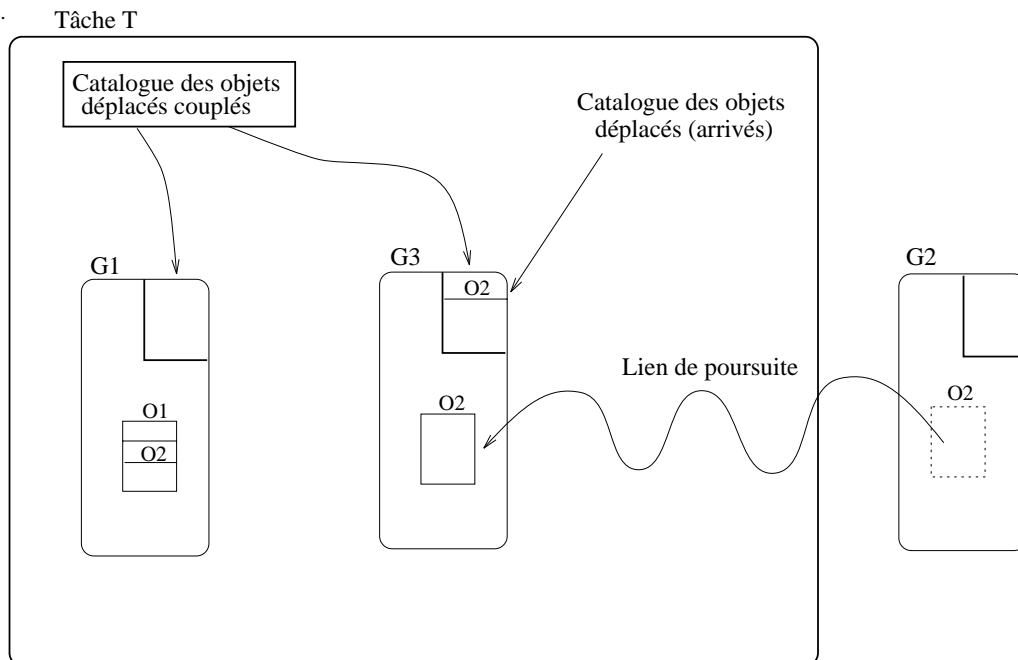 Tâche T
Catalogue des objets
déplacés couplés
Catalogue des objets
déplacés (arrivés)
G1
G3
G2
O2
Lien de poursuite
O1
O2
O2
O2